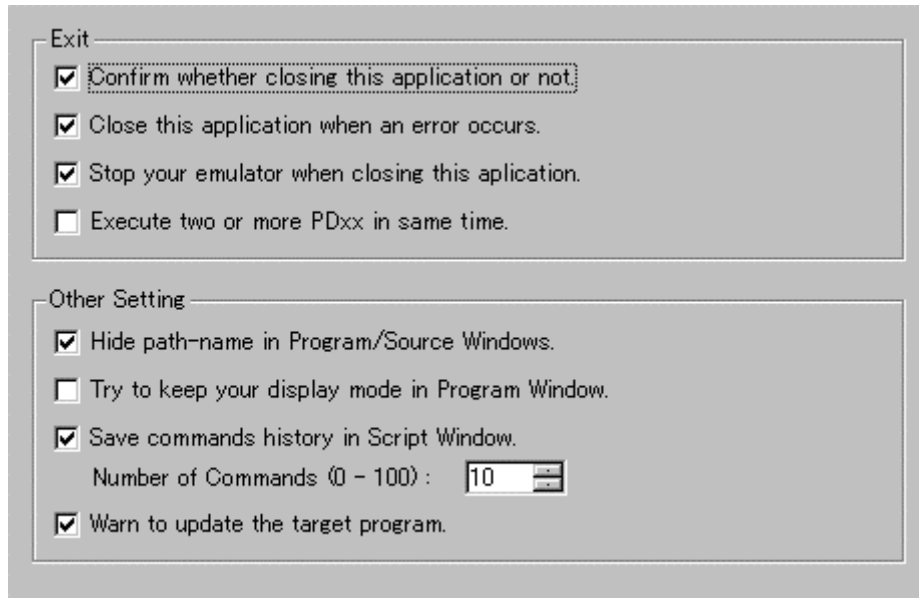 Exit
Confirm whether closing this application or not.
Close this application when an error occurs.
Stop your emulator when closing this aplication.
Execute two or more PDxx in same time.
Other Setting
Hide path-name in Program/Source Windows.
Try to keep your display mode in Program Window.
Save commands history in Script Window.
Number of Commands (0 - 100) : 10
Warn to update the target program.